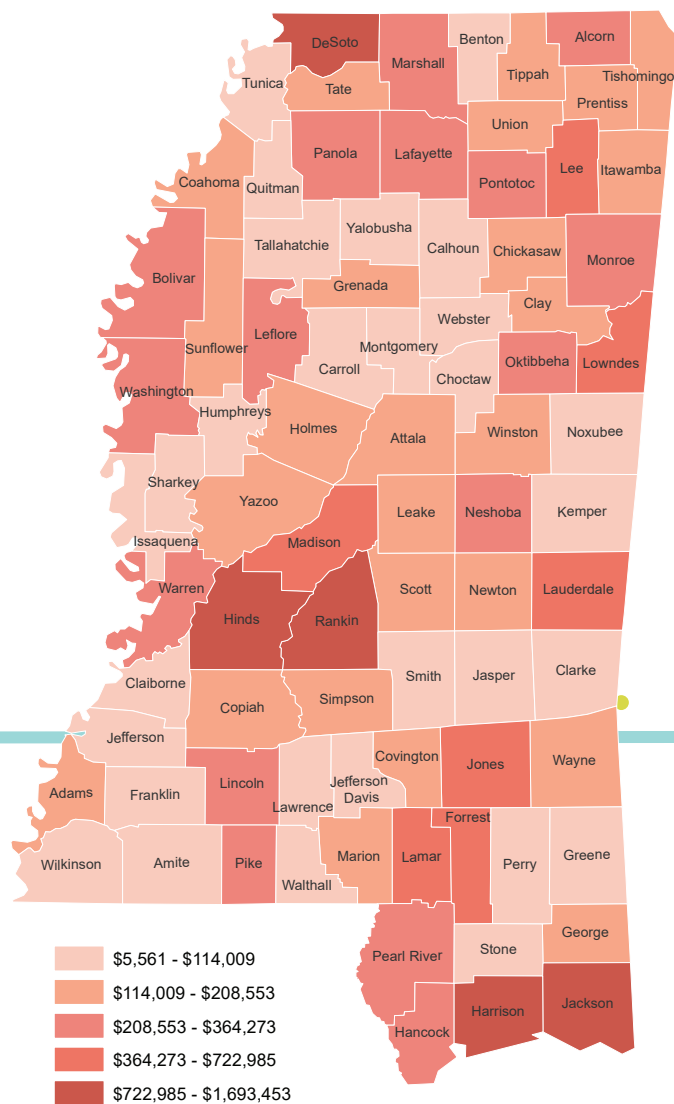 DeSoto
Benton
Alcorn
Marshall
Tippah
Tishomingo
Tunica
Tate
Prentiss
Union
Panola
Lafayette
Lee
Itawamba
Coahoma
Quitman
Pontotoc
Yalobusha
Tallahatchie
Calhoun
Chickasaw
Monroe
Bolivar
Grenada
Clay
Webster
Leflore
Sunflower
Montgomery
Oktibbeha
Lowndes
Carroll
Choctaw
Washington
Humphreys
Holmes
Attala
Winston
Noxubee
Sharkey
Yazoo
Leake
Neshoba
Kemper
Issaquena
Madison
Warren
Scott
Newton
Lauderdale
Hinds
Rankin
Smith
Jasper
Clarke
Claiborne
Copiah
Simpson
Jefferson
Covington
Jones
Wayne
Lincoln
Jefferson
Davis
Adams
Franklin
Lawrence
Forrest
Wilkinson
Amite
Pike
Marion
Lamar
Perry
Greene
Walthall
Pearl River
Stone
George
Harrison
Jackson
Hancock
$5,561 - $114,009
$114,009 - $208,553
$208,553 - $364,273
$364,273 - $722,985
$722,985 - $1,693,453